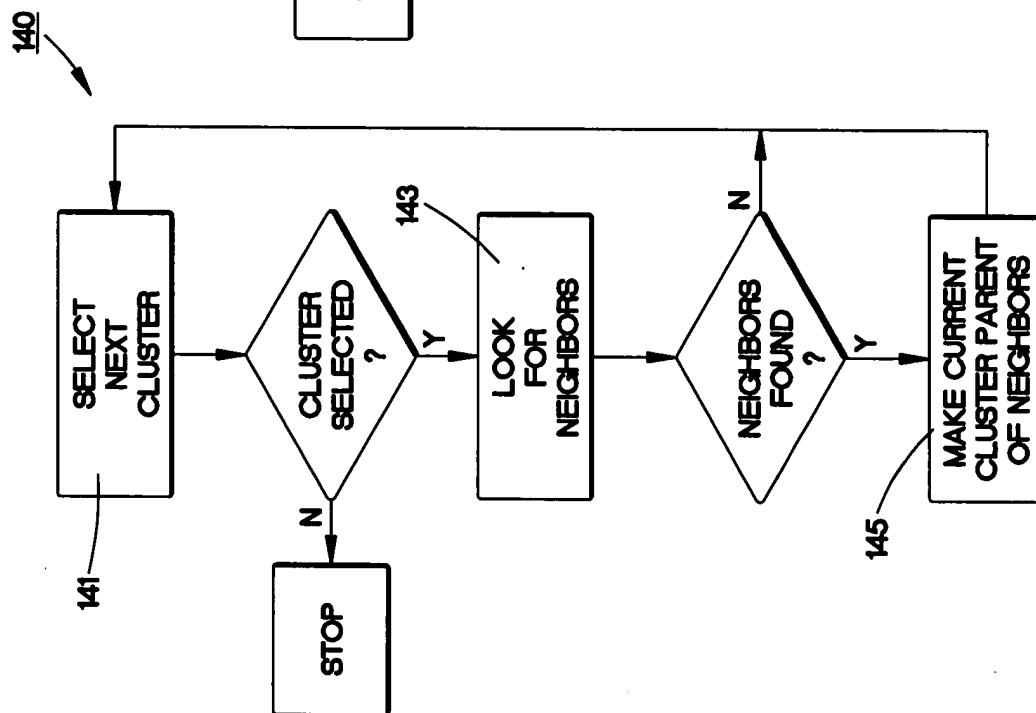 140
SELECT
NEXT
CLUSTER
141
CLUSTER
SELECTED
?
N
STOP
Y
LOOK
FOR
NEIGHBORS
143
NEIGHBORS
FOUND
?
N
Y
MAKE CURRENT
CLUSTER PARENT
OF NEIGHBORS
145